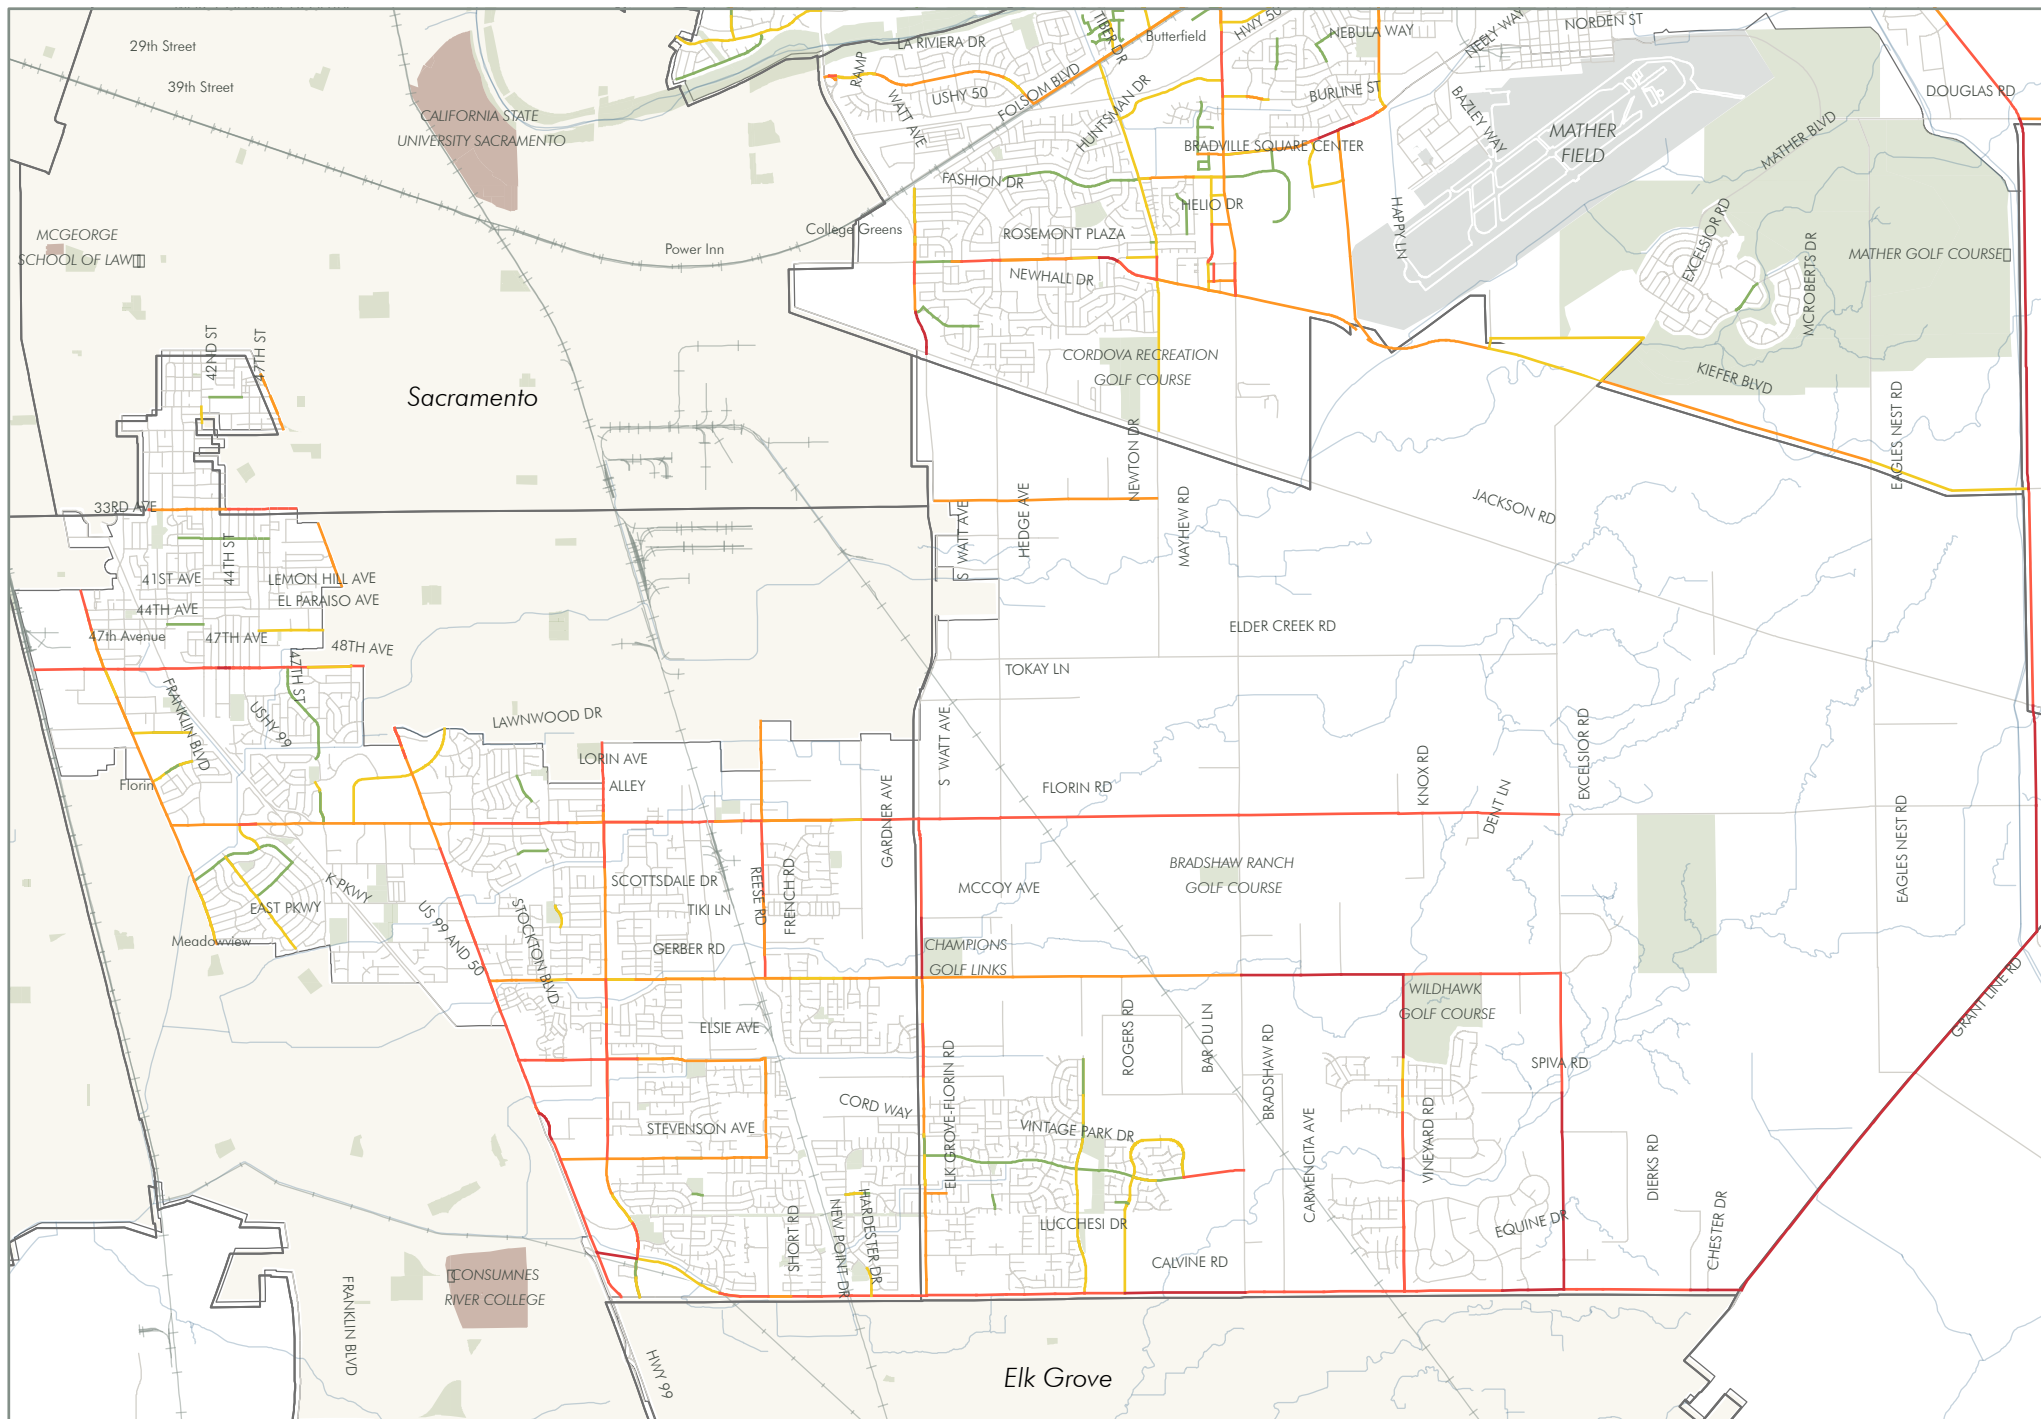 29th Street
39th Street
CALIFORNIA STATE
UNIVERSITY SACRAMENTO
MCGEORGE
SCHOOL OF LAW
Power Inn
College Greens
RAMP
LA RIVIERA DR
WATT AVE
USHY 50
FOLSOM BLVD
TIBER DR
Butterfield
HWY 50
HUNTSMAN DR
NEBULA WAY
BURLINE ST
NEELY WAY
NORDEN ST
BAZLEY WAY
MATHER
FIELD
DOUGLAS RD
MATHER BLVD
BRADVILLE SQUARE CENTER
FASHION DR
HELIO DR
ROSEMONT PLAZA
NEWHALL DR
HAPPY LN
EXCELSIOR RD
MCROBERTS DR
MATHER GOLF COURSE
KIEFER BLVD
EAGLES NEST RD
CORDOVA RECREATION
GOLF COURSE
42ND ST
47TH ST
Sacramento
NEWTON DR
MAYHEW RD
HEDGE AVE
S WATT AVE
JACKSON RD
33RD AVE
44TH ST
41ST AVE
LEMON HILL AVE
EL PARAISO AVE
44TH AVE
47th Avenue
47TH AVE
48TH AVE
47TH ST
ELDER CREEK RD
TOKAY LN
FRANKLIN BLVD
USHY 99
LAWNWOOD DR
S WATT AVE
KNOX RD
EXCELSIOR RD
DENT LN
Florin
LORIN AVE
ALLEY
GARDNER AVE
FLORIN RD
EAGLES NEST RD
BRADSHAW RANCH
GOLF COURSE
SCOTTSDALE DR
TIKI LN
REESE RD
FRENCH RD
MCCOY AVE
K PKWY
EAST PKWY
US 99 AND 50
STOCKTON BLVD
GERBER RD
Meadowview
CHAMPIONS
GOLF LINKS
WILDHAWK
GOLF COURSE
GRANT LINE RD
ELSIE AVE
ELK GROVE-FLORIN RD
ROGERS RD
BAR DU LN
BRADSHAW RD
SPIVA RD
CORD WAY
STEVENSON AVE
VINTAGE PARK DR
CARMENCITA AVE
VINEYARD RD
DIERKS RD
CHESTER DR
EQUINE DR
LUCCHESI DR
CALVINE RD
SHORT RD
NEW POINT DR
HARDESTER DR
CONSUMNES
RIVER COLLEGE
FRANKLIN BLVD
HWY 99
Elk Grove